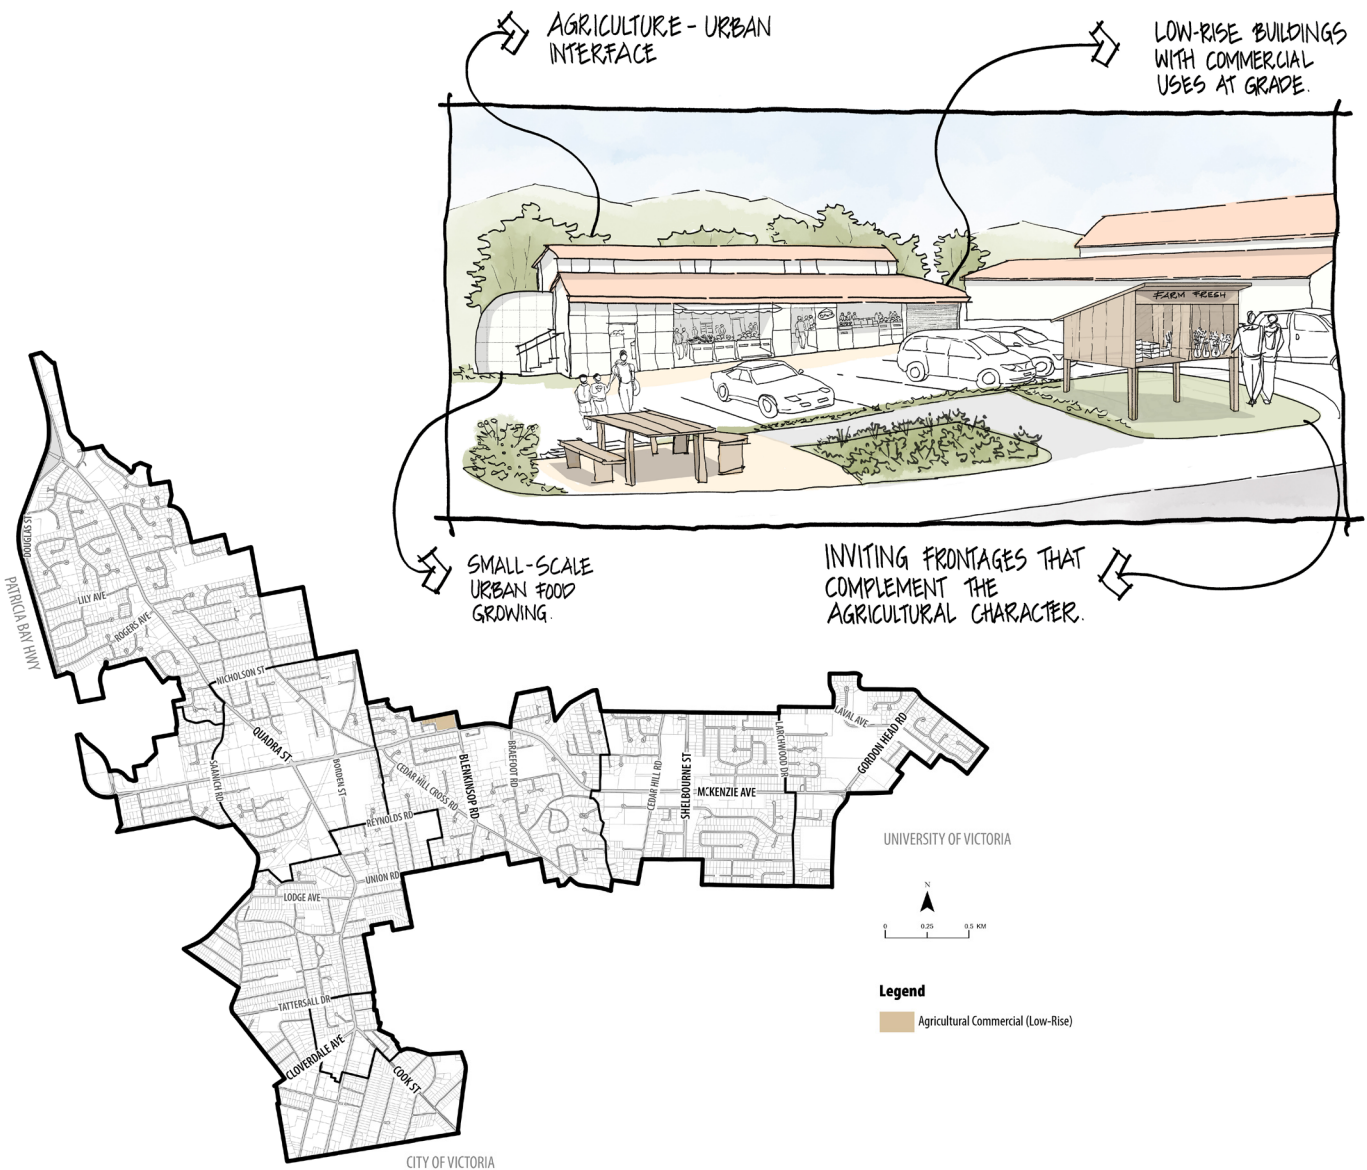 AGRICULTURE - URBAN
INTERFACE
LOW-RISE BUILDINGS
WITH COMMERCIAL
USES AT GRADE.
FARM FRESH
SMALL-SCALE
URBAN FOOD
GROWING.
INVITING FRONTAGES THAT
COMPLEMENT THE
AGRICULTURAL CHARACTER.
DOUGLAS ST
PATRICIA BAY HWY
LILY AVE
ROGERS AVE
NICHOLSON ST
QUADRA ST
SAANICH RD
BORDEN ST
CEDAR HILL CROSS RD
BLENKINSOP RD
BRAEFOOT RD
REYNOLDS RD
UNION RD
LODGE AVE
CEDAR HILL RD
SHELBOURNE ST
MCKENZIE AVE
LARCHWOOD DR
LAVAL AVE
GORDON HEAD RD
UNIVERSITY OF VICTORIA
N
0 0.25 0.5 KM
Legend
Agricultural Commercial (Low-Rise)
TATTERSALL DR
CLOVERDALE AVE
COOK ST
CITY OF VICTORIA